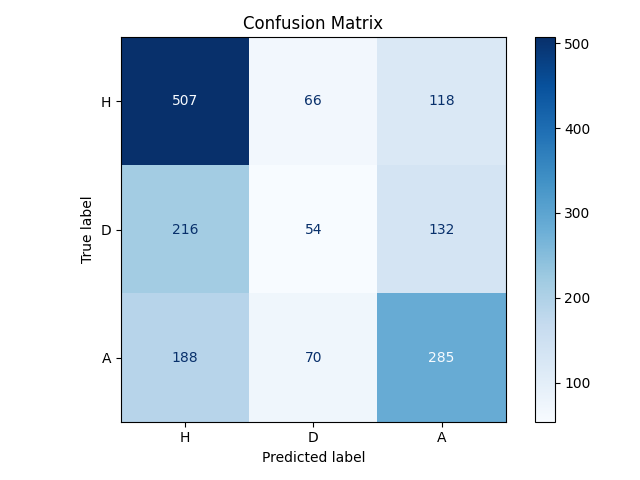 Confusion Matrix
H 507 66 118
D 216 54 132
A 188 70 285
H D A
Predicted label
True label
500
400
300
200
100